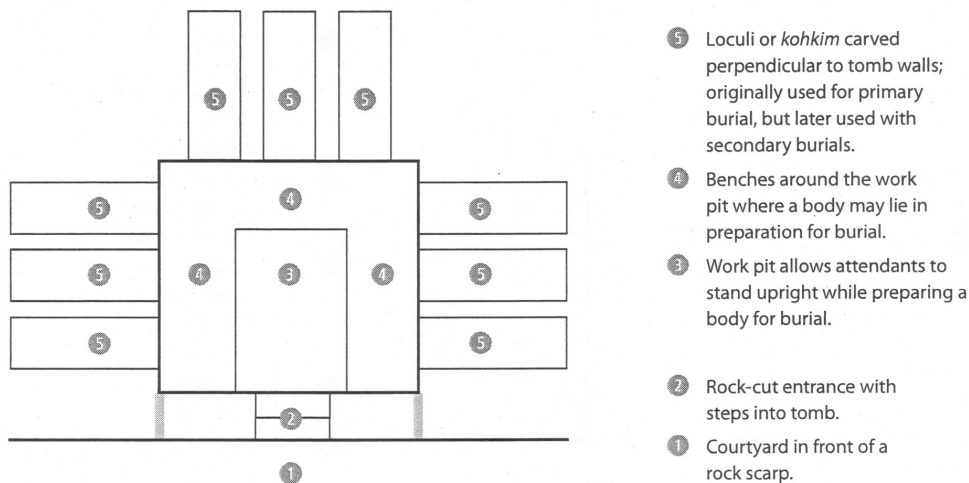 5 5 5
5 4 5
5 4 3 4 5
5 5
2
1
5 Loculi or kohkim carved
perpendicular to tomb walls;
originally used for primary
burial, but later used with
secondary burials.
4 Benches around the work
pit where a body may lie in
preparation for burial.
3 Work pit allows attendants to
stand upright while preparing a
body for burial.
2 Rock-cut entrance with
steps into tomb.
1 Courtyard in front of a
rock scarp.